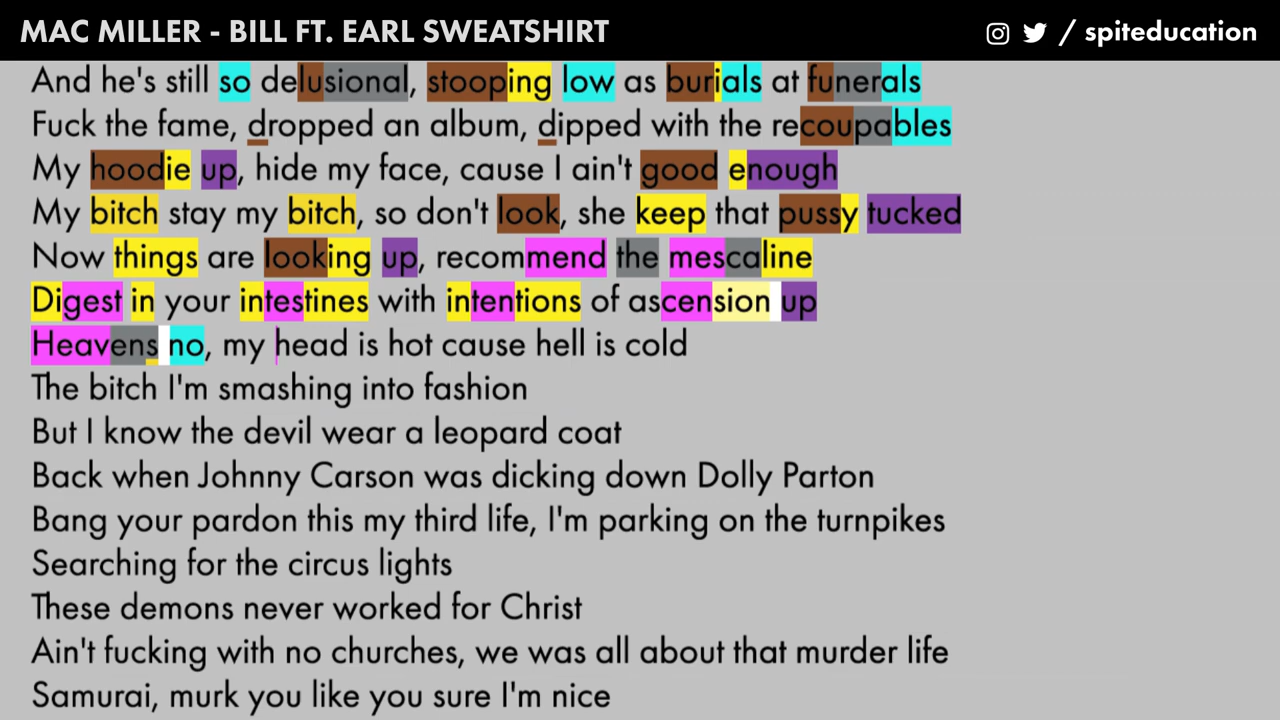 MAC MILLER - BILL FT. EARL SWEATSHIRT
/ spiteducation
And he's still so delusional, stooping low as burials at funerals
Fuck the fame, dropped an album, dipped with the recoupables
My hoodie up, hide my face, cause I ain't good enough
My bitch stay my bitch, so don't look, she keep that pussy tucked
Now things are looking up, recommend the mescaline
Digest in your intestines with intentions of ascension up
Heavens no, my head is hot cause hell is cold
The bitch I'm smashing into fashion
But I know the devil wear a leopard coat
Back when Johnny Carson was dicking down Dolly Parton
Bang your pardon this my third life, I'm parking on the turnpikes
Searching for the circus lights
These demons never worked for Christ
Ain't fucking with no churches, we was all about that murder life
Samurai, murk you like you sure I'm nice